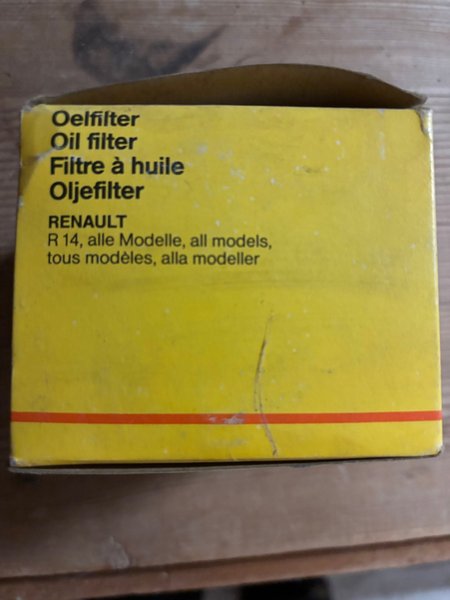 Oelfilter
Oil filter
Filtre à huile
Oljefilter
RENAULT
R 14, alle Modelle, all models,
tous modèles, alla modeller